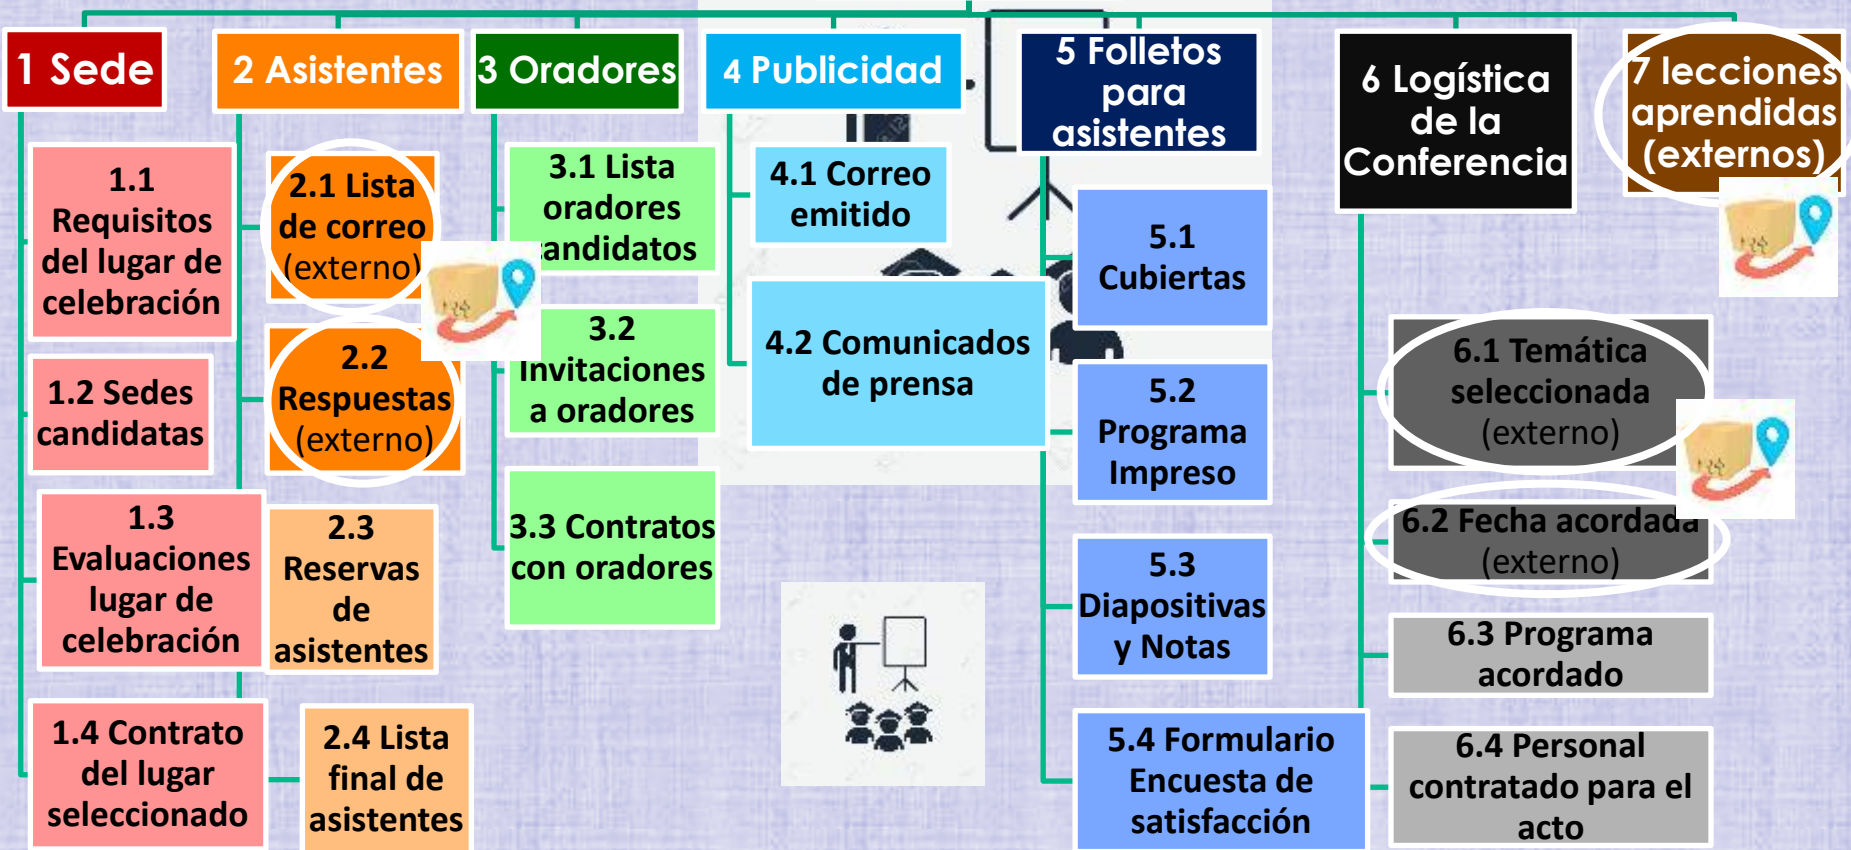 1 Sede
2 Asistentes
3 Oradores
4 Publicidad
5 Folletos
para
asistentes
6 Logística
de la
Conferencia
7 lecciones
aprendidas
(externos)
1.1
Requisitos
del lugar de
celebración
1.2 Sedes
candidatas
1.3
Evaluaciones
lugar de
celebración
1.4 Contrato
del lugar
seleccionado
2.1 Lista
de correo
(externo)
2.2
Respuestas
(externo)
2.3
Reservas
de
asistentes
2.4 Lista
final de
asistentes
3.1 Lista
oradores
candidatos
3.2
Invitaciones
a oradores
3.3 Contratos
con oradores
4.1 Correo
emitido
4.2 Comunicados
de prensa
5.1
Cubiertas
5.2
Programa
Impreso
5.3
Diapositivas
y Notas
5.4 Formulario
Encuesta de
satisfacción
6.1 Temática
seleccionada
(externo)
6.2 Fecha acordada
(externo)
6.3 Programa
acordado
6.4 Personal
contratado para el
acto